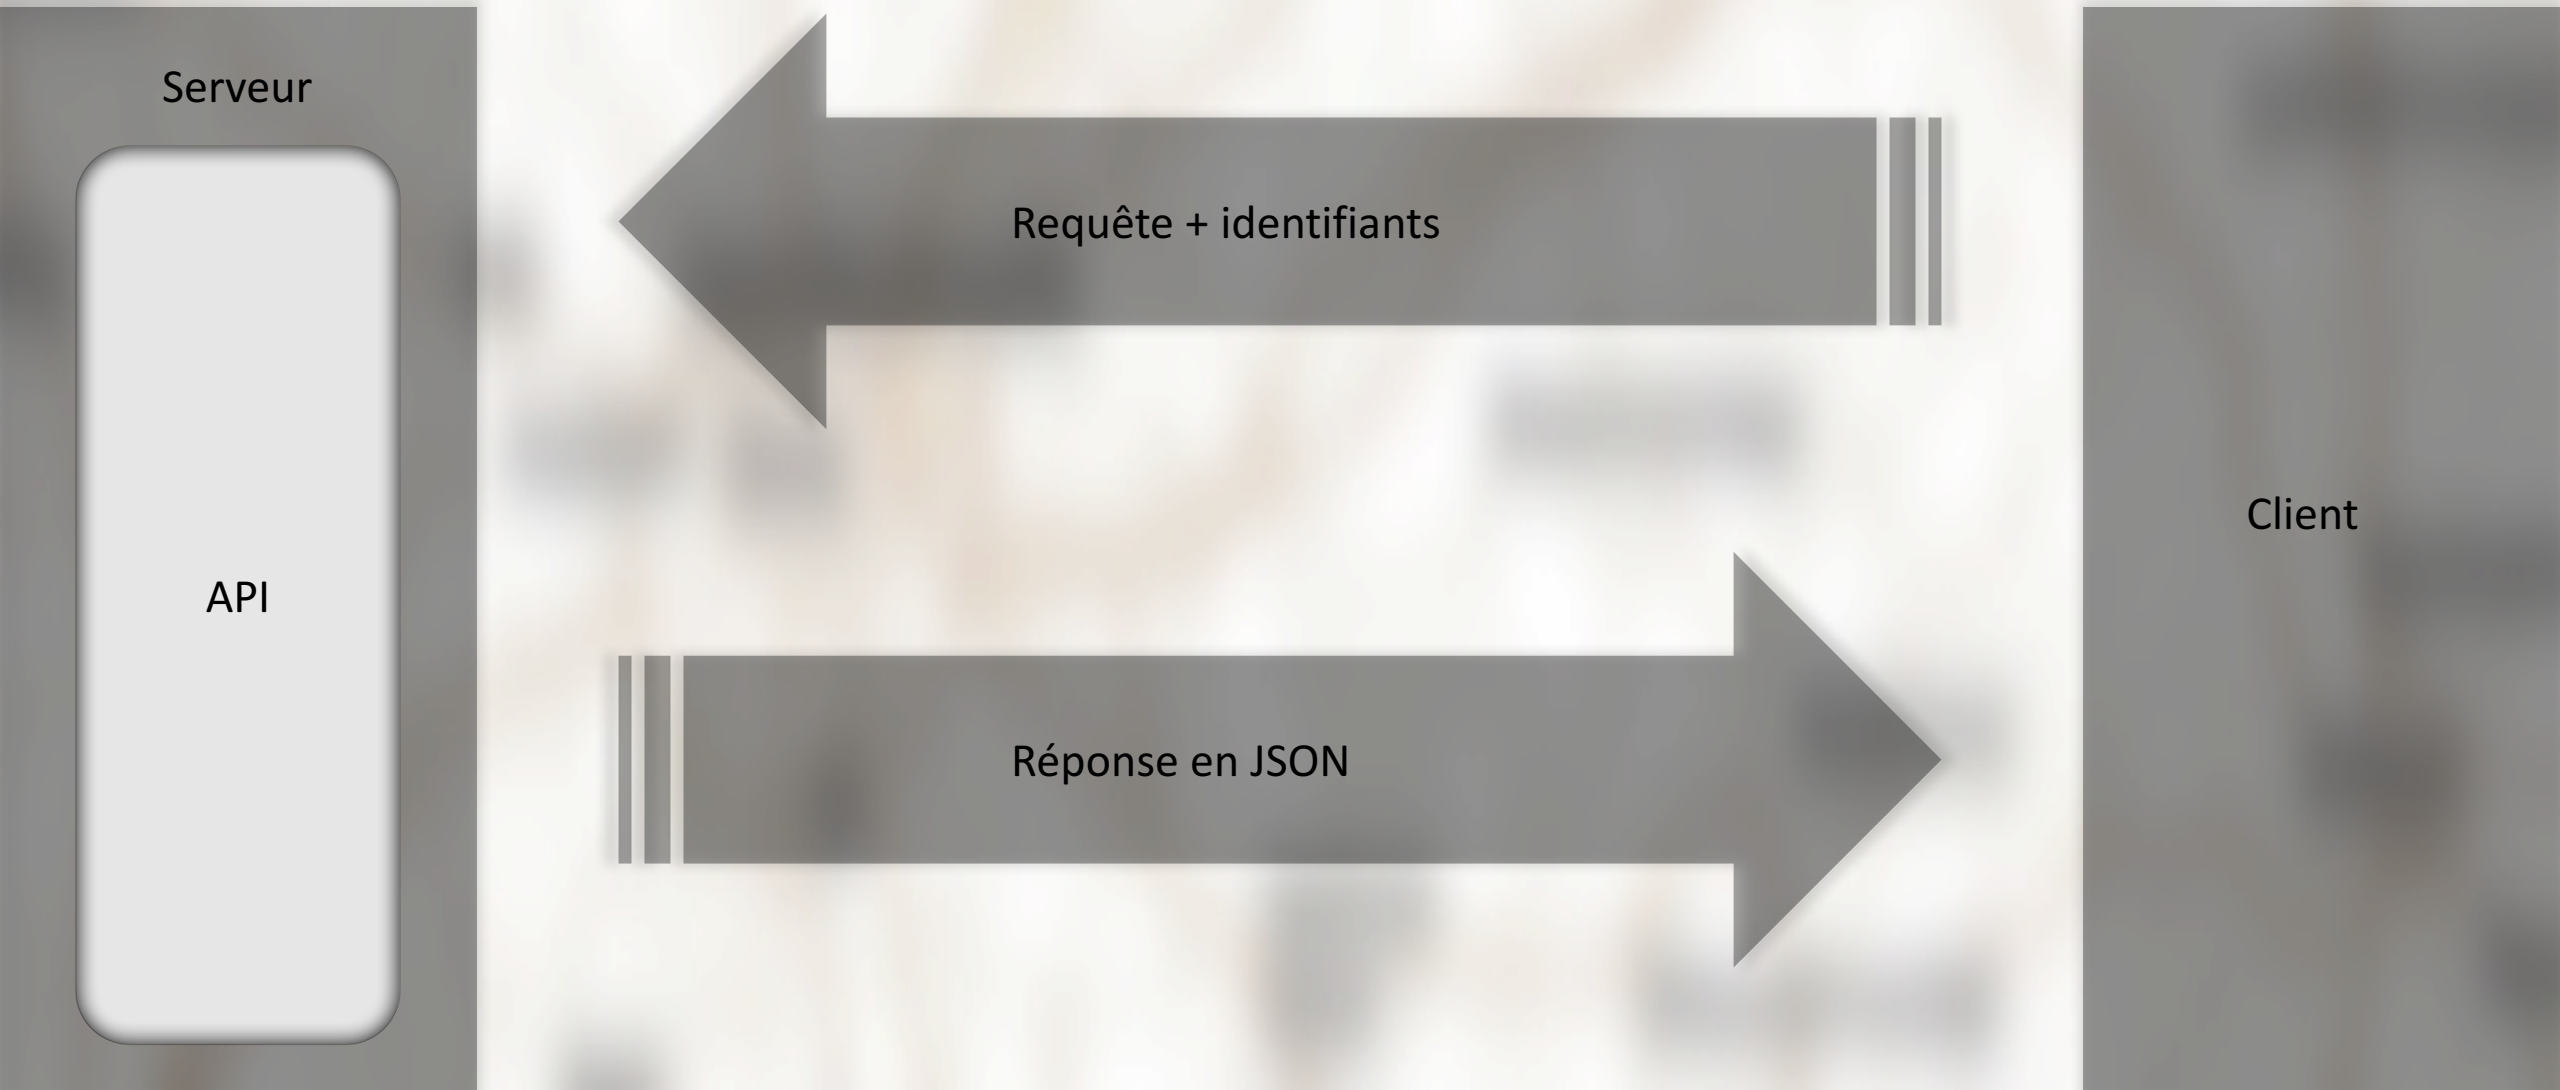 Serveur
API
Requête + identifiants
Réponse en JSON
Client